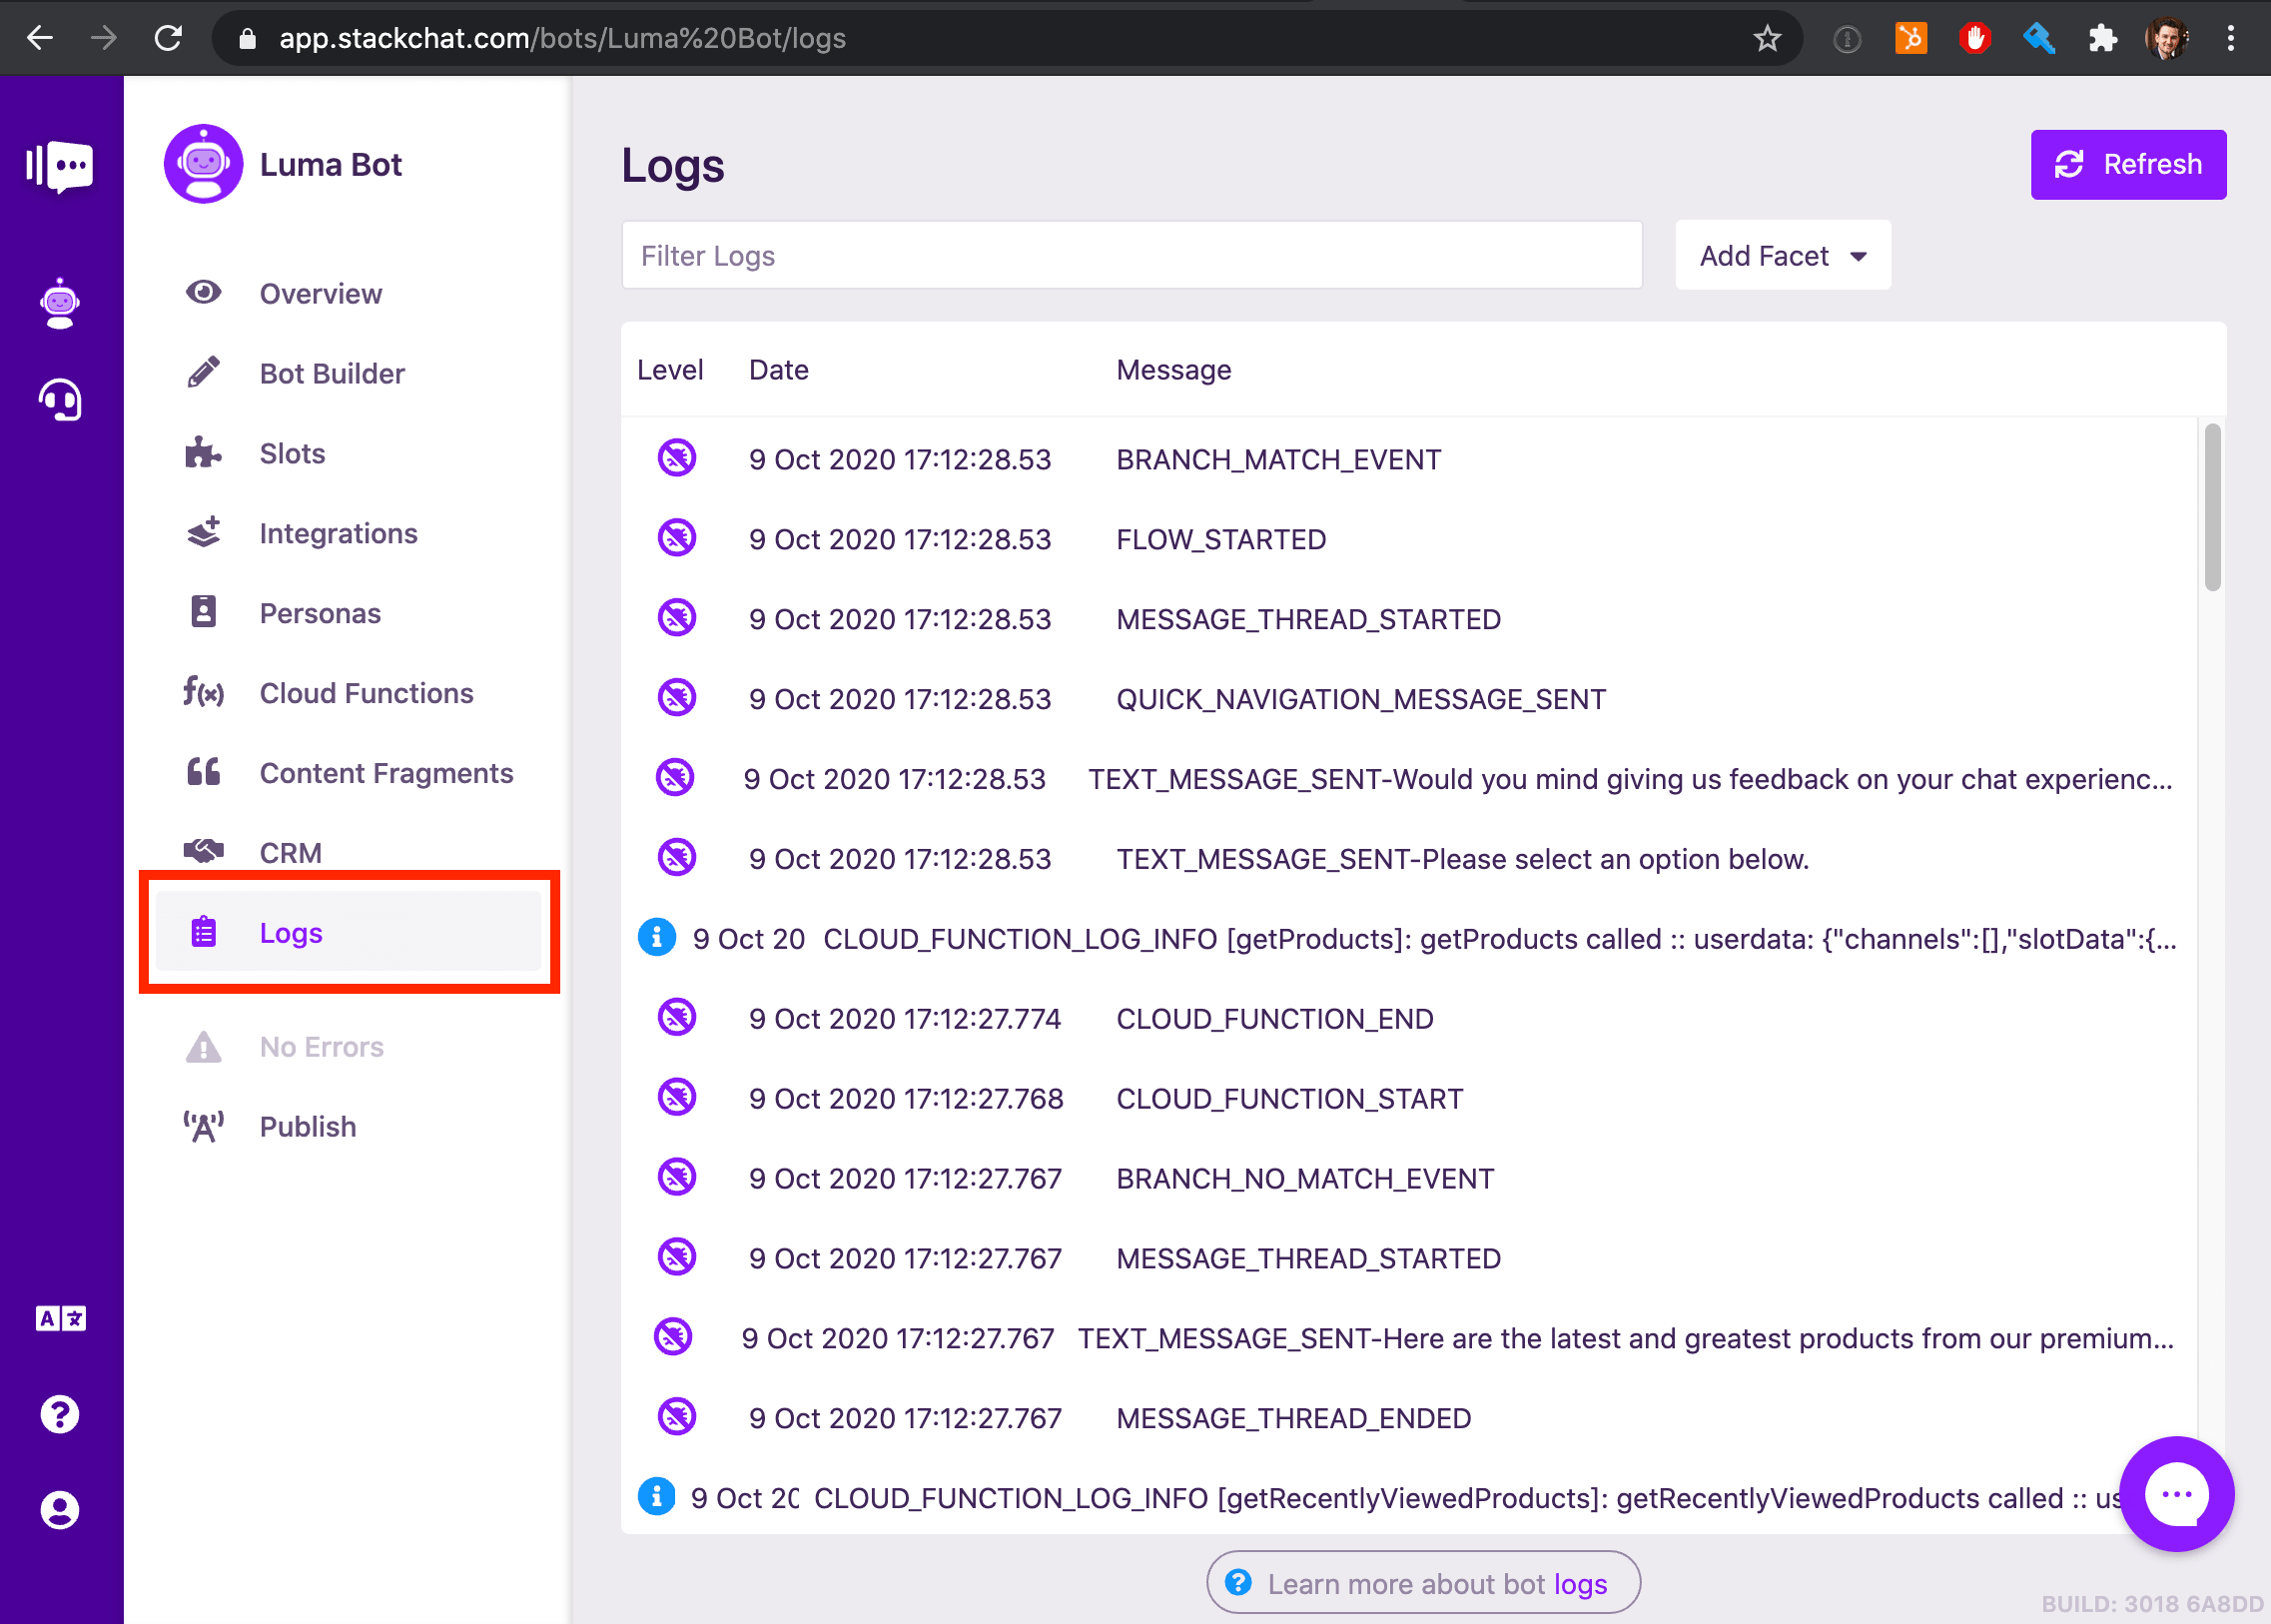 app.stackchat.com/bots/Luma%20Bot/logs
Luma Bot
Overview
Bot Builder
Slots
Integrations
Personas
f(x) Cloud Functions
Content Fragments
CRM
Logs
No Errors
Publish
A
Logs
Refresh
Filter Logs
Add Facet
Level Date Message
9 Oct 2020 17:12:28.53 BRANCH_MATCH_EVENT
9 Oct 2020 17:12:28.53 FLOW_STARTED
9 Oct 2020 17:12:28.53 MESSAGE_THREAD_STARTED
9 Oct 2020 17:12:28.53 QUICK_NAVIGATION_MESSAGE_SENT
9 Oct 2020 17:12:28.53 TEXT_MESSAGE_SENT-Would you mind giving us feedback on your chat experienc...
9 Oct 2020 17:12:28.53 TEXT_MESSAGE_SENT-Please select an option below.
9 Oct 20 CLOUD_FUNCTION_LOG_INFO [getProducts]: getProducts called :: userdata: {"channels":[],"slotData":{...
9 Oct 2020 17:12:27.774 CLOUD_FUNCTION_END
9 Oct 2020 17:12:27.768 CLOUD_FUNCTION_START
9 Oct 2020 17:12:27.767 BRANCH_NO_MATCH_EVENT
9 Oct 2020 17:12:27.767 MESSAGE_THREAD_STARTED
9 Oct 2020 17:12:27.767 TEXT_MESSAGE_SENT-Here are the latest and greatest products from our premium...
9 Oct 2020 17:12:27.767 MESSAGE_THREAD_ENDED
9 Oct 20 CLOUD_FUNCTION_LOG_INFO [getRecentlyViewedProducts]: getRecentlyViewedProducts called :: us
Learn more about bot logs
BUILD: 3018 6A8DD